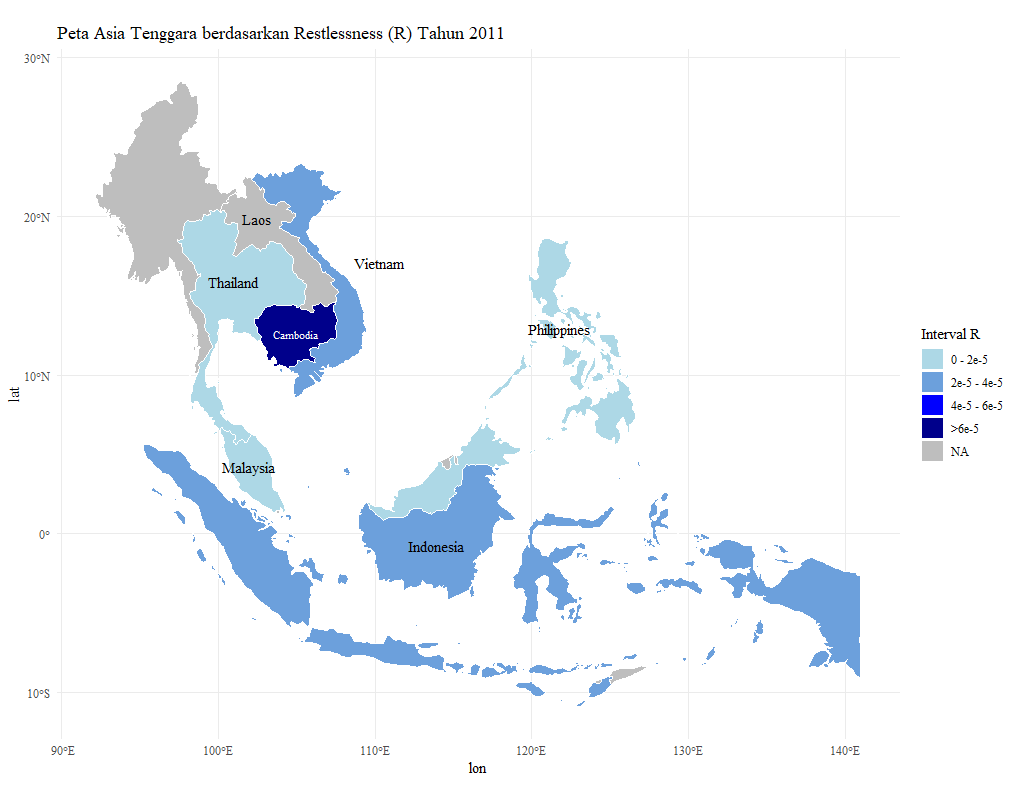 Peta Asia Tenggara berdasarkan Restlessness (R) Tahun 2011
30°N
20°N
10°N
0°
10°S
lat
Laos
Vietnam
Thailand
Cambodia
Philippines
Malaysia
Indonesia
90°E
100°E
110°E
120°E
130°E
140°E
lon
Interval R
0 - 2e-5
2e-5 - 4e-5
4e-5 - 6e-5
>6e-5
NA